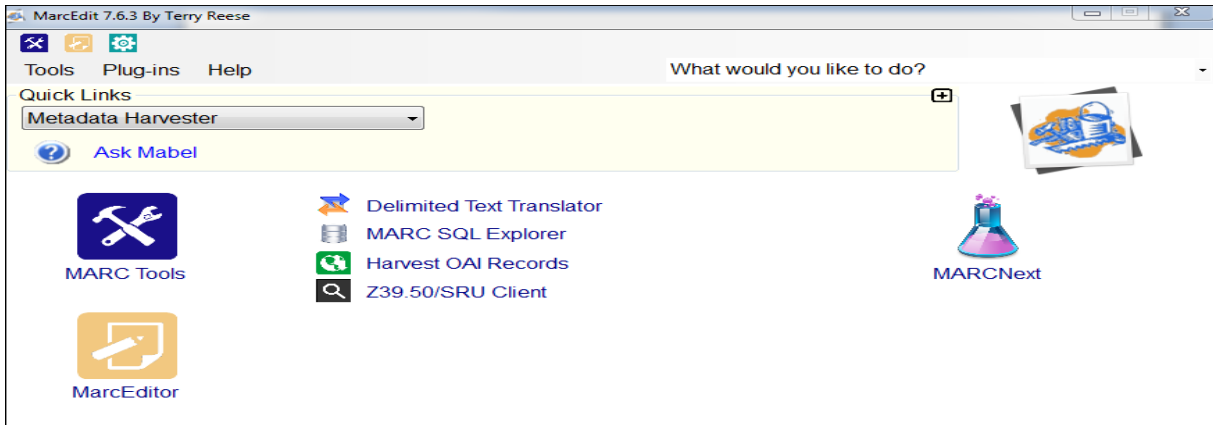 MarcEdit 7.6.3 By Terry Reese
Tools Plug-ins Help
What would you like to do?
Quick Links
Metadata Harvester
Ask Mabel
MARC Tools
Delimited Text Translator
MARC SQL Explorer
Harvest OAI Records
Z39.50/SRU Client
MARCNext
MarcEditor